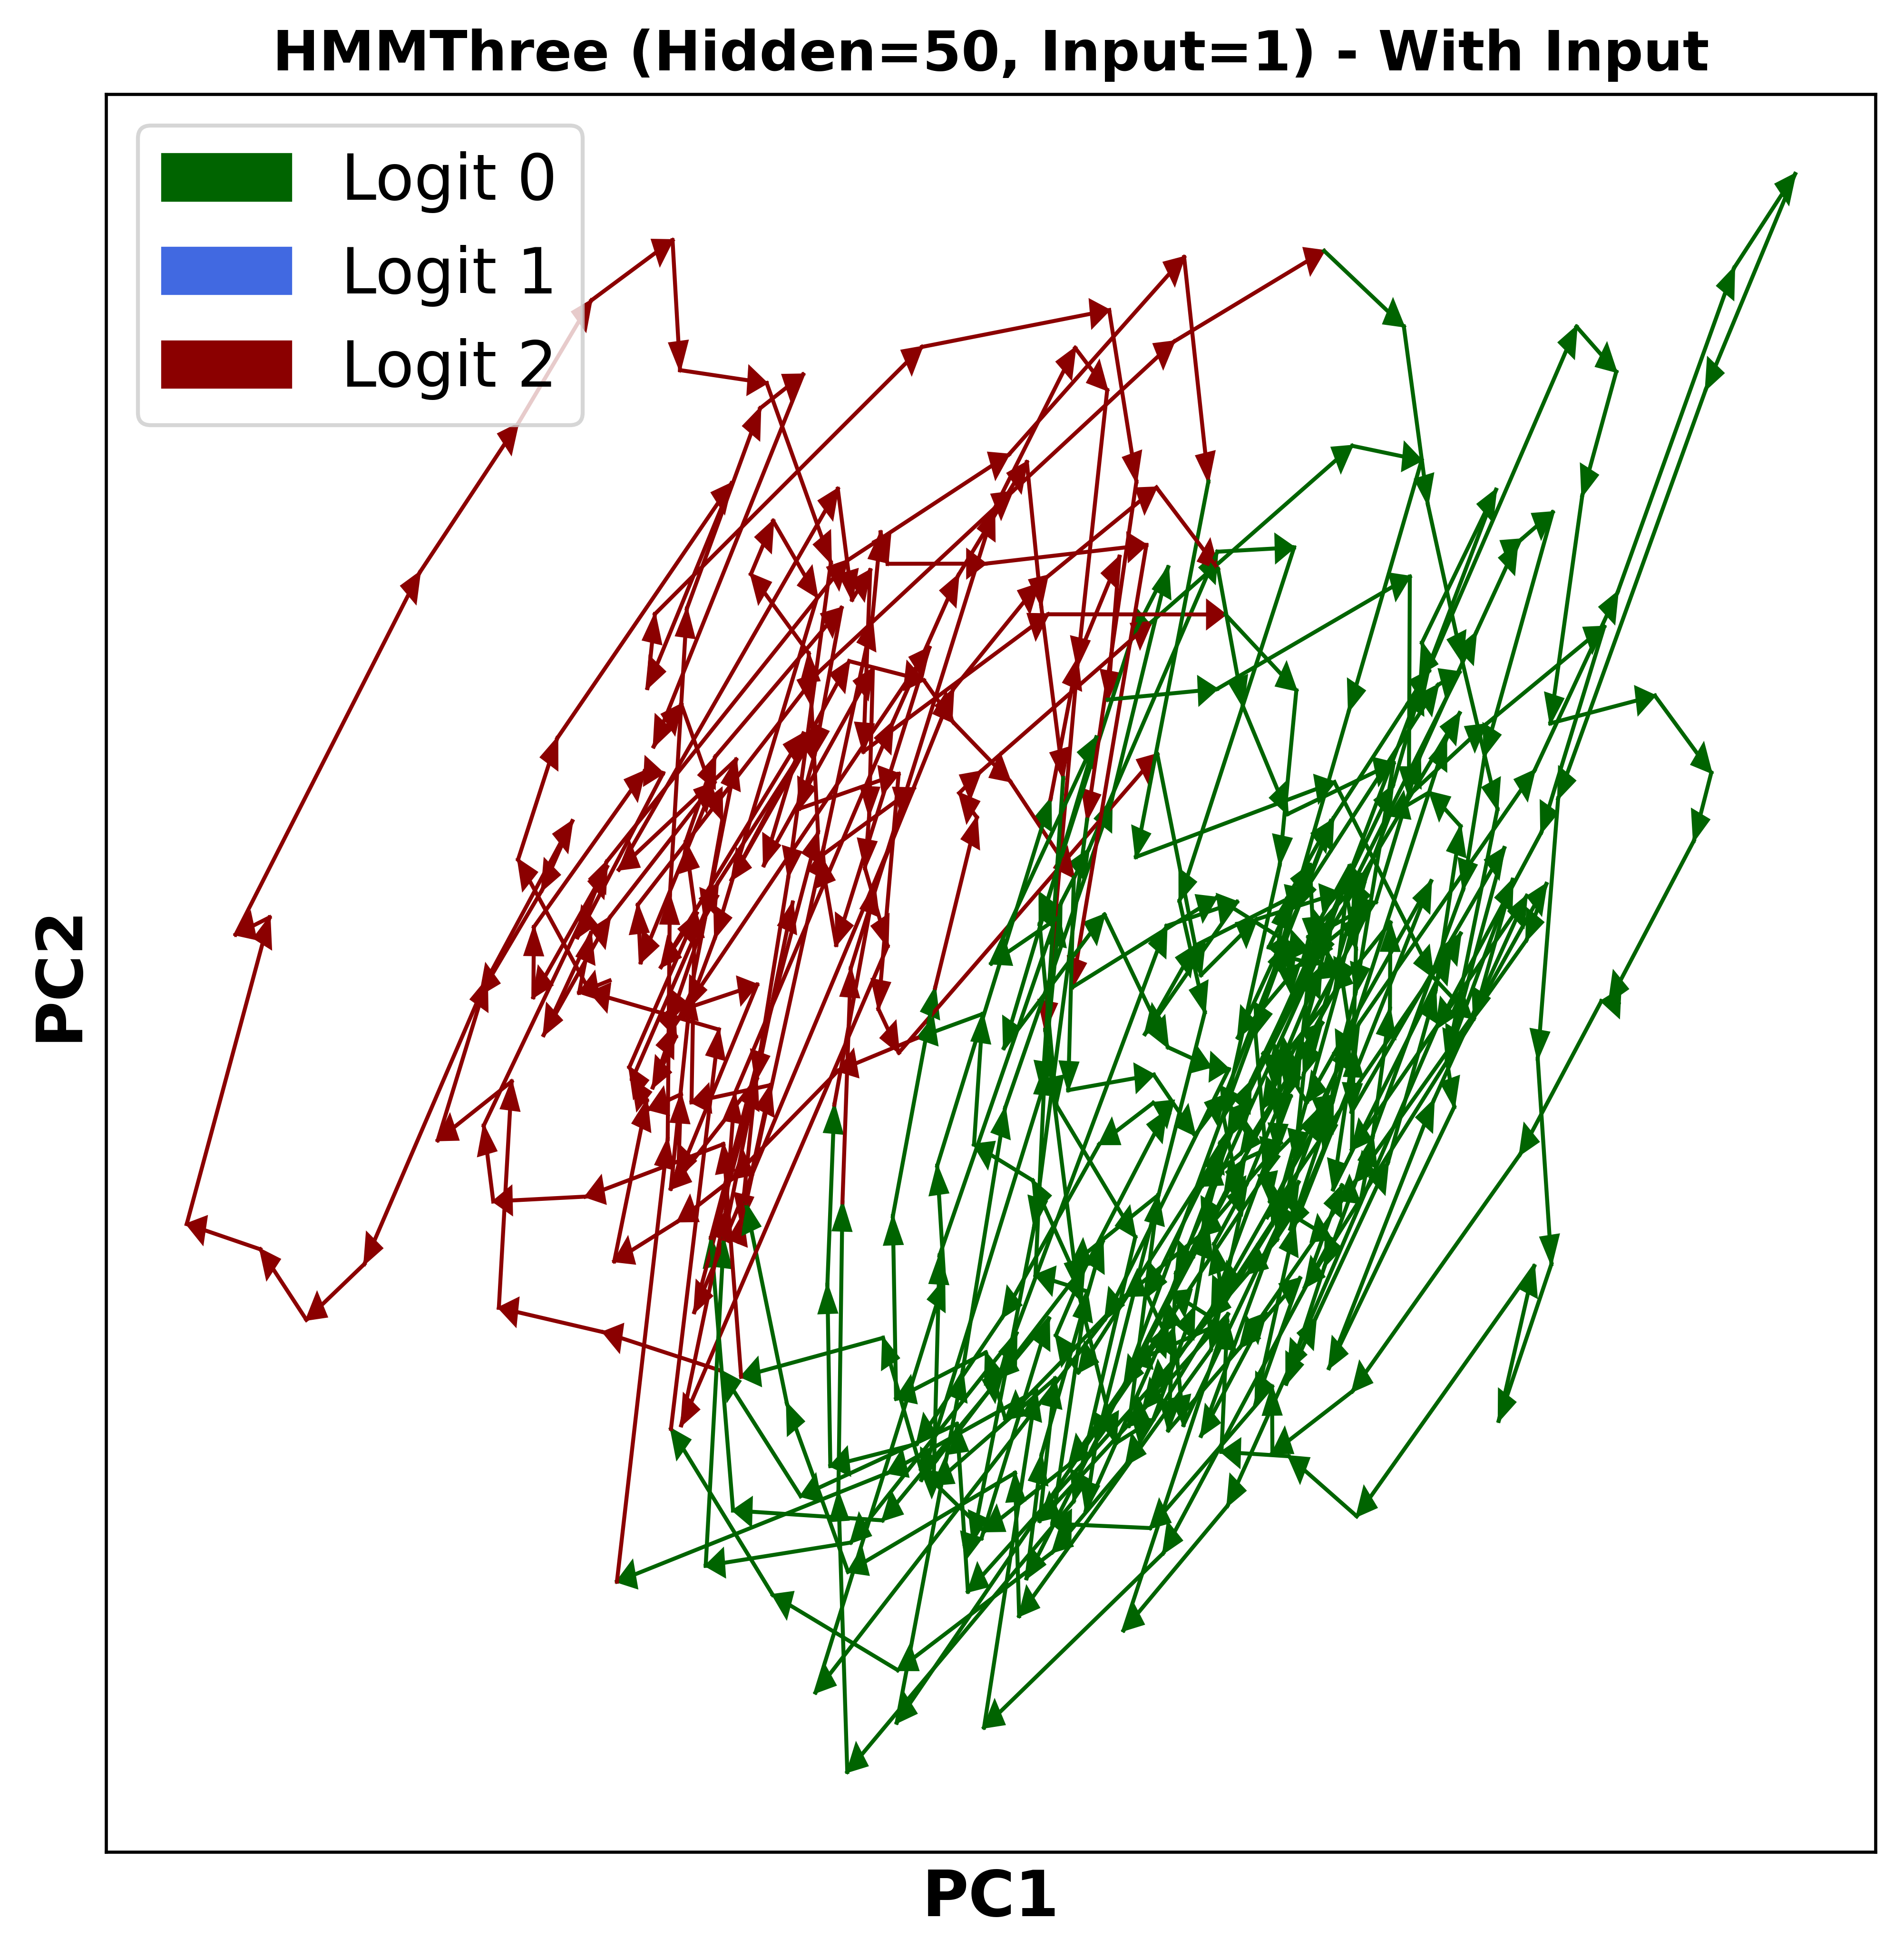 HMMThree (Hidden=50, Input=1) - With Input
Logit 0
Logit 1
Logit 2
PC2
PC1